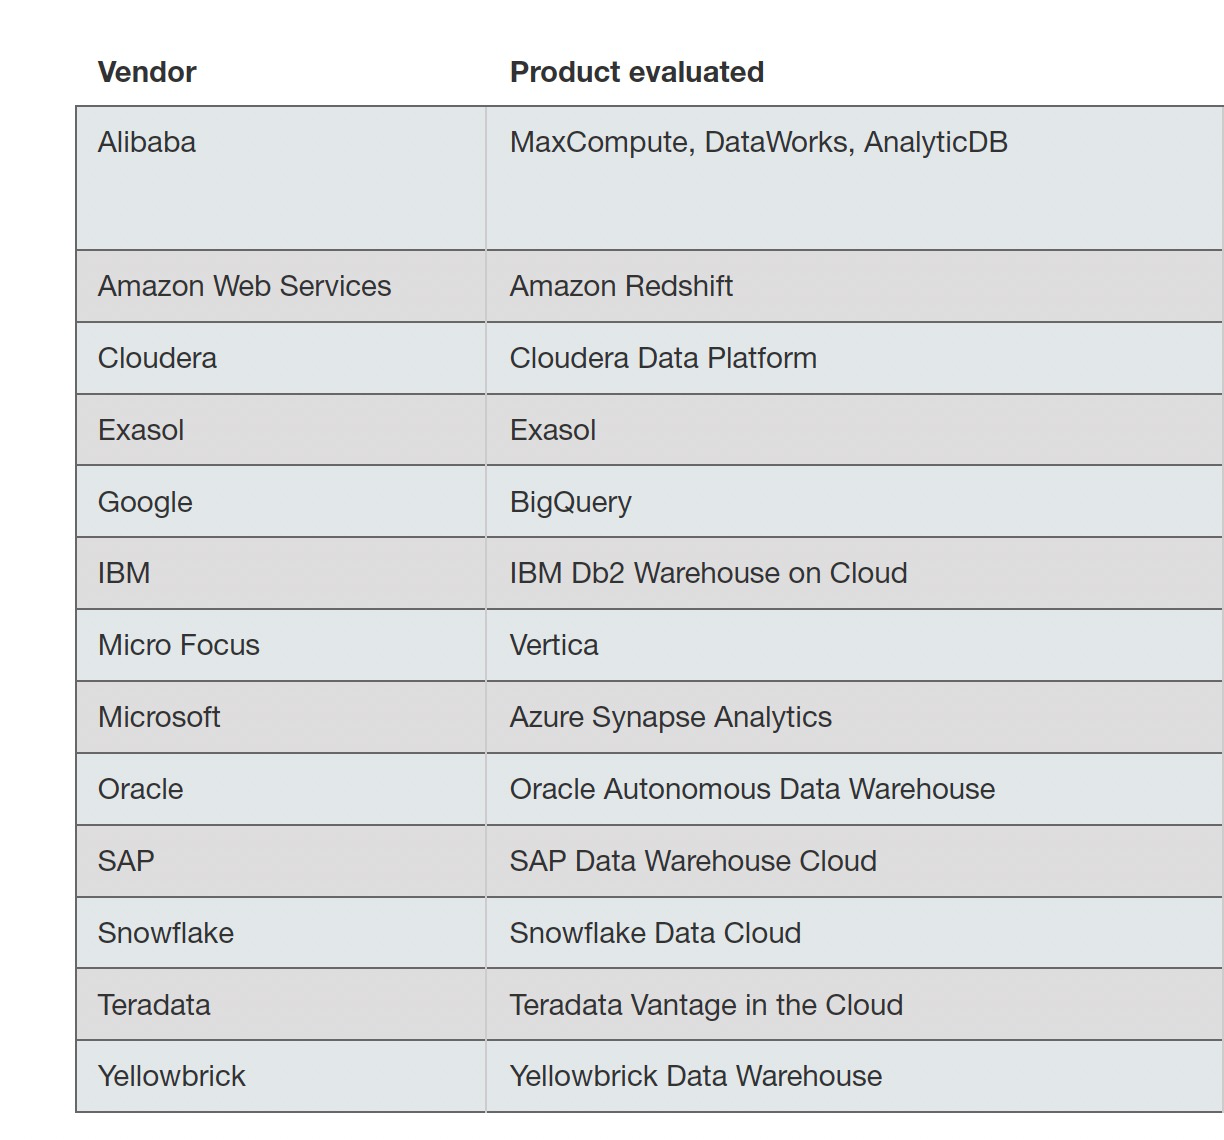 Vendor Product evaluated
Alibaba MaxCompute, DataWorks, AnalyticDB
Amazon Web Services Amazon Redshift
Cloudera Cloudera Data Platform
Exasol Exasol
Google BigQuery
IBM IBM Db2 Warehouse on Cloud
Micro Focus Vertica
Microsoft Azure Synapse Analytics
Oracle Oracle Autonomous Data Warehouse
SAP SAP Data Warehouse Cloud
Snowflake Snowflake Data Cloud
Teradata Teradata Vantage in the Cloud
Yellowbrick Yellowbrick Data Warehouse